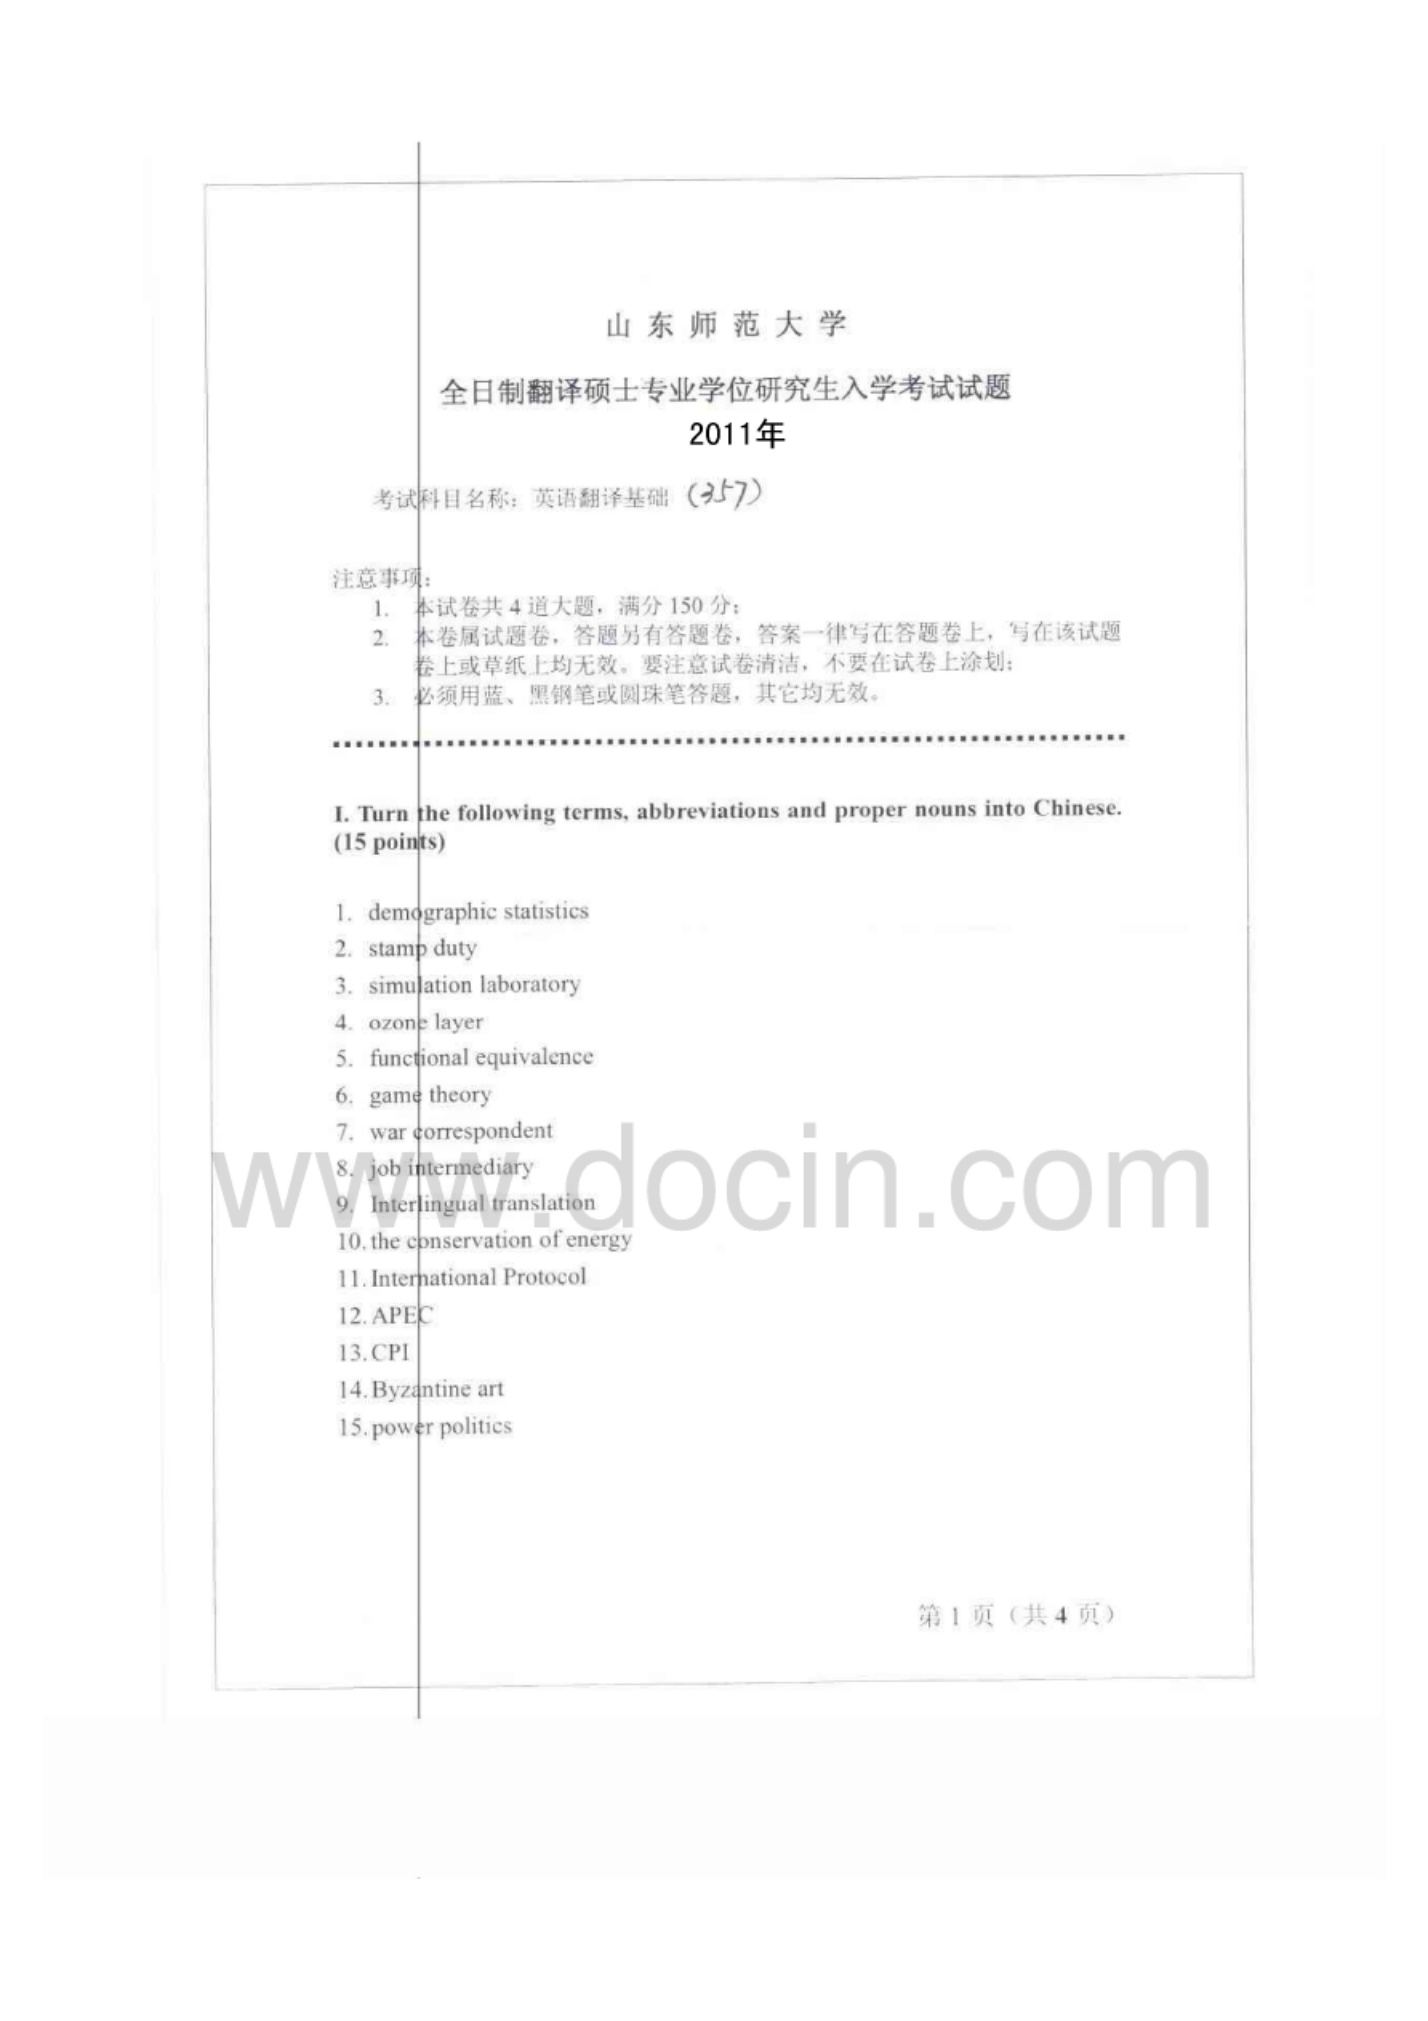 山东师范大学
全日制翻译硕士专业学位研究生入学考试试题
2011年
考试科目名称：英语翻译基础（357）
注意事项：
1. 本试卷共 4 道大题，满分 150 分；
2. 本卷属试题卷，答题另有答题卷，答案一律写在答题卷上，写在该试题
卷上或草纸上均无效。要注意试卷清洁，不要在试卷上涂划；
3. 必须用蓝、黑钢笔或圆珠笔答题，其它均无效。
I. Turn the following terms, abbreviations and proper nouns into Chinese.
(15 points)
1. demographic statistics
2. stamp duty
3. simulation laboratory
4. ozone layer
5. functional equivalence
6. game theory
7. war correspondent
8. job intermediary
9. Interlingual translation
10. the conservation of energy
11. International Protocol
12. APEC
13. CPI
14. Byzantine art
15. power politics
www.docin.com
第 1 页（共 4 页）